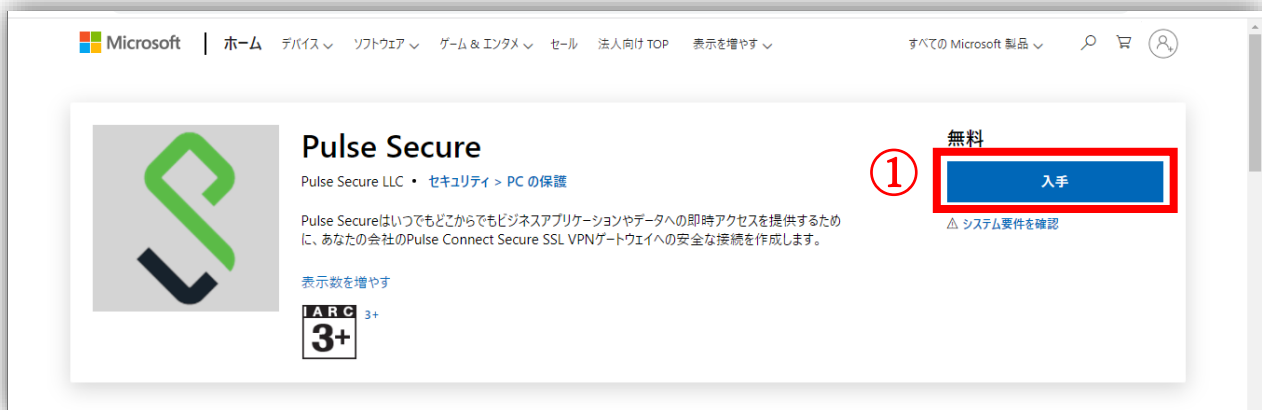 Microsoft ホーム デバイス ソフトウェア ゲーム & エンタメ セール 法人向け TOP 表示を増やす すべての Microsoft 製品
Pulse Secure
Pulse Secure LLC • セキュリティ > PC の保護
Pulse Secureはいつでもどこからでもビジネスアプリケーションやデータへの即時アクセスを提供するため
に、あなたの会社のPulse Connect Secure SSL VPNゲートウェイへの安全な接続を作成します。
表示数を増やす
IARC
3+
3+
無料
①
入手
システム要件を確認